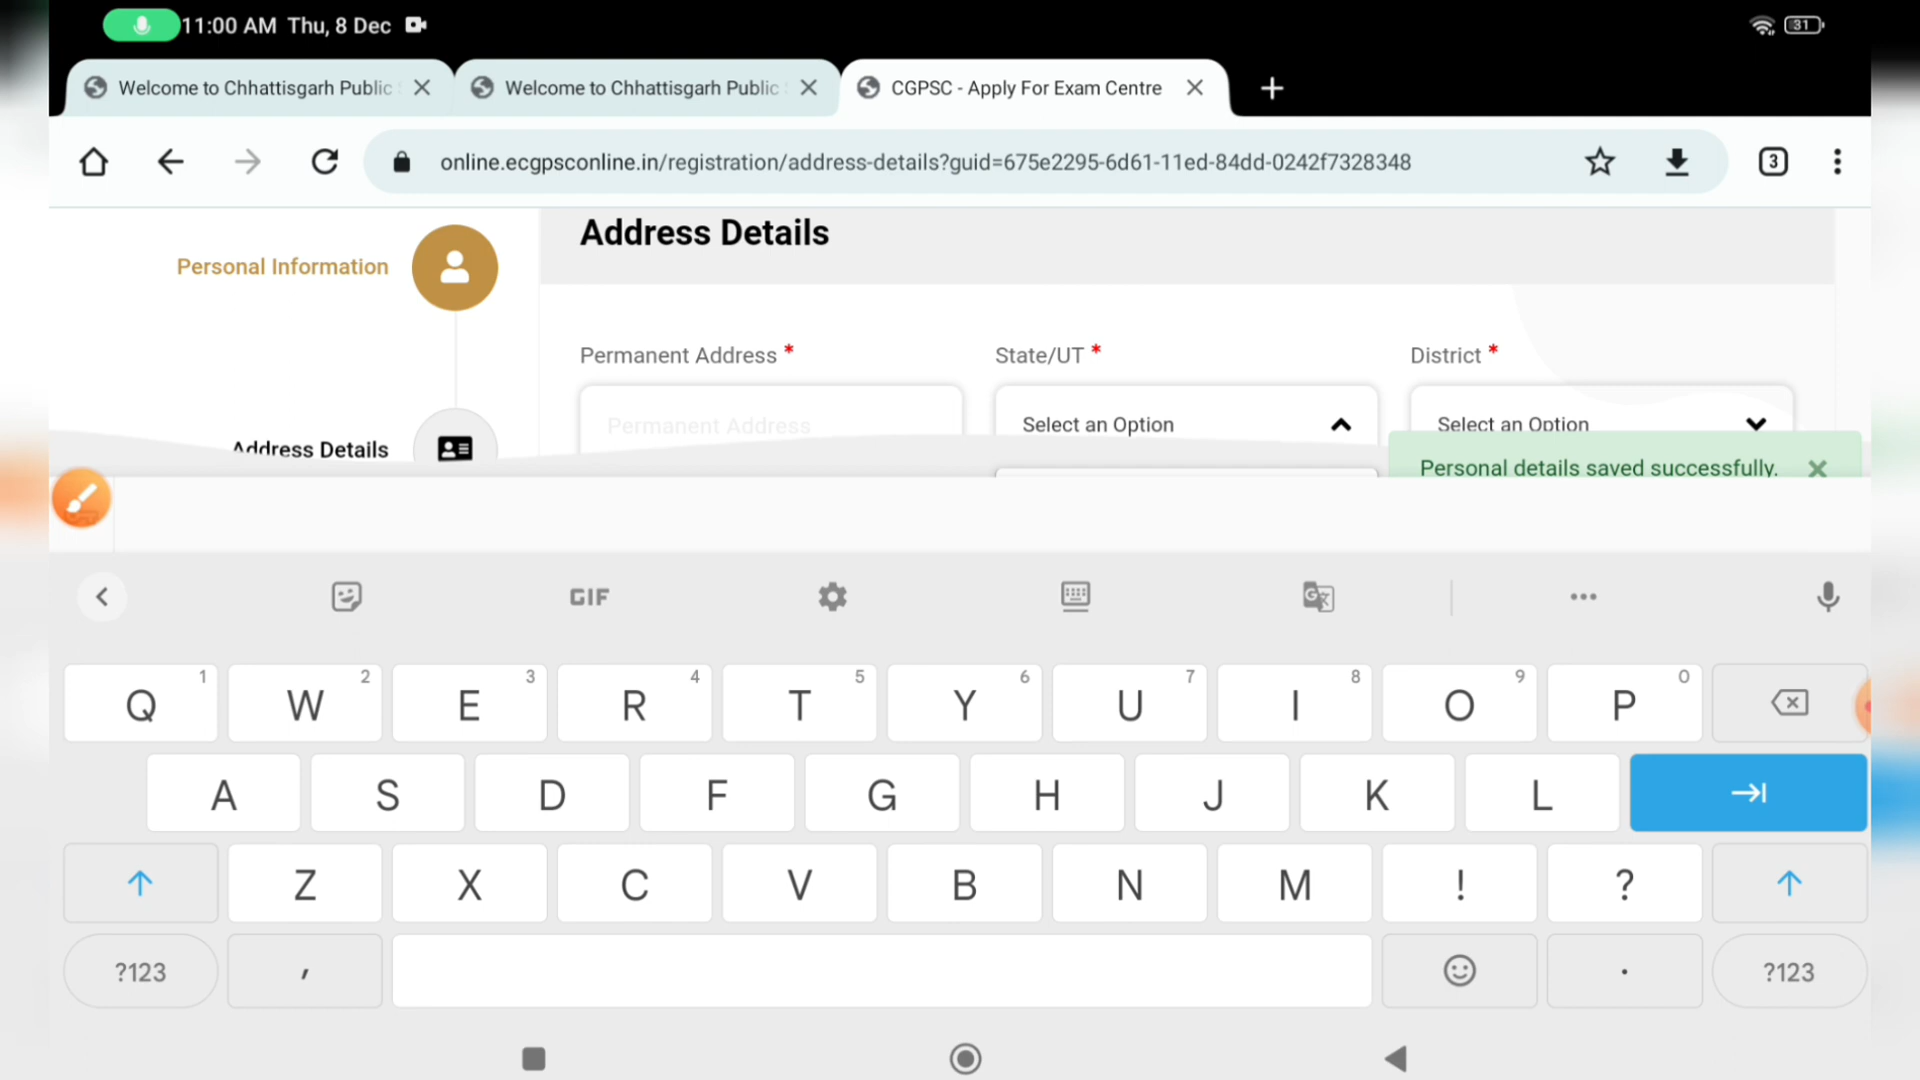 11:00 AM Thu, 8 Dec
31
Welcome to Chhattisgarh Public
Welcome to Chhattisgarh Public
CGPSC - Apply For Exam Centre
online.ecgpsconline.in/registration/address-details?guid=675e2295-6d61-11ed-84dd-0242f7328348
3
Address Details
Personal Information
Permanent Address *
State/UT *
District *
Permanent Address
Select an Option
Select an Option
Address Details
Personal details saved successfully.
GIF
Q 1 W 2 E 3 R 4 T 5 Y 6 U 7 I 8 O 9 P 0
A S D F G H J K L
Z X C V B N M ! ?
?123 , . ?123